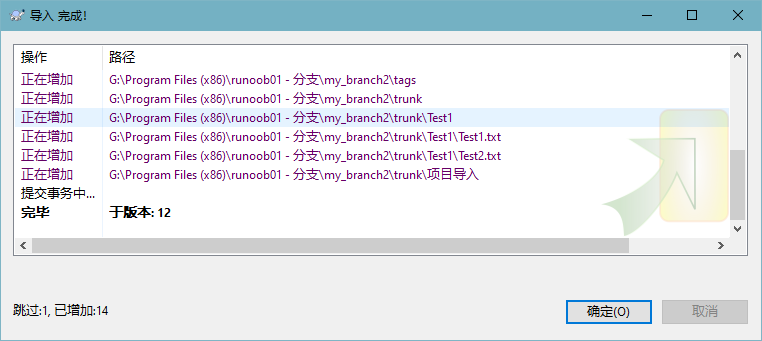 导入 完成!
操作 路径
正在增加 G:\Program Files (x86)\runoob01 - 分支\my_branch2\tags
正在增加 G:\Program Files (x86)\runoob01 - 分支\my_branch2\trunk
正在增加 G:\Program Files (x86)\runoob01 - 分支\my_branch2\trunk\Test1
正在增加 G:\Program Files (x86)\runoob01 - 分支\my_branch2\trunk\Test1\Test1.txt
正在增加 G:\Program Files (x86)\runoob01 - 分支\my_branch2\trunk\Test1\Test2.txt
正在增加 G:\Program Files (x86)\runoob01 - 分支\my_branch2\trunk\项目导入
提交事务中...
完毕 于版本: 12
跳过:1, 已增加:14
确定(O) 取消